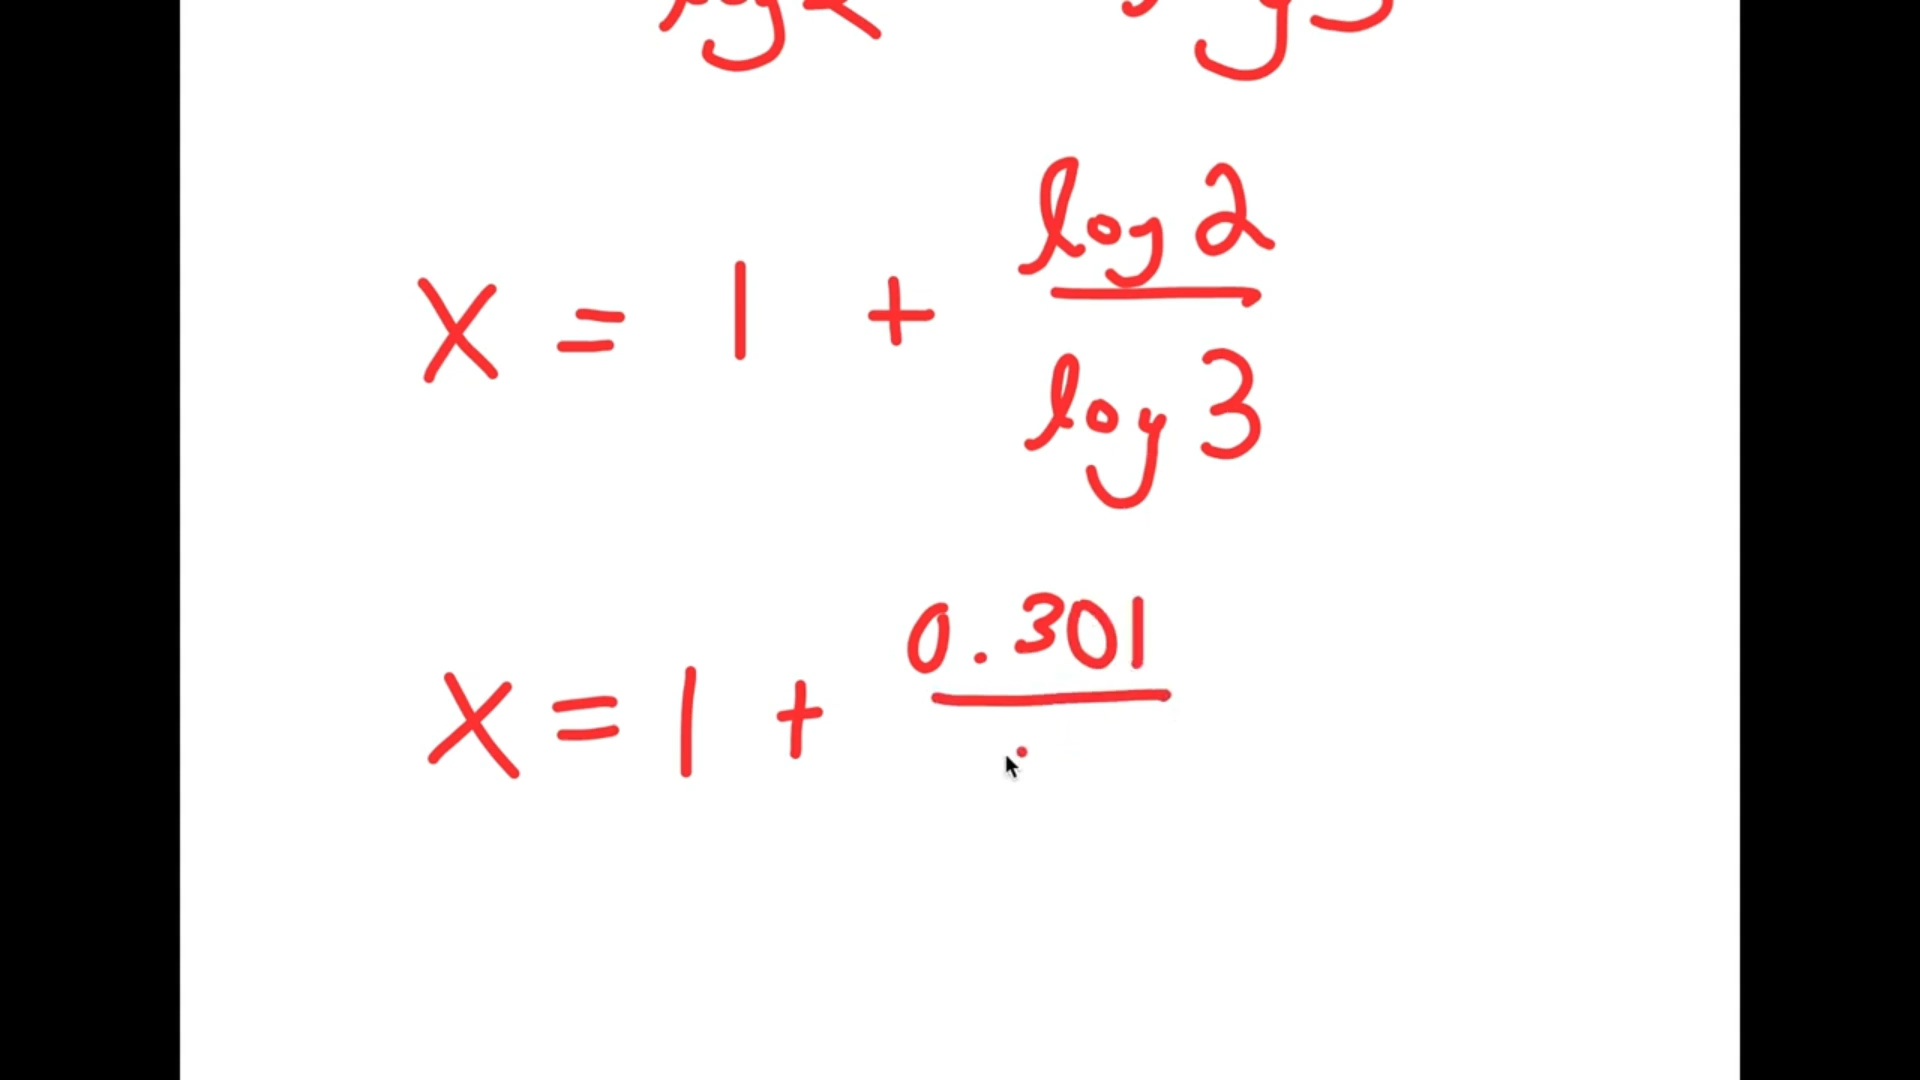 x = 1 + log 2 / log 3
x = 1 + 0.301 / .